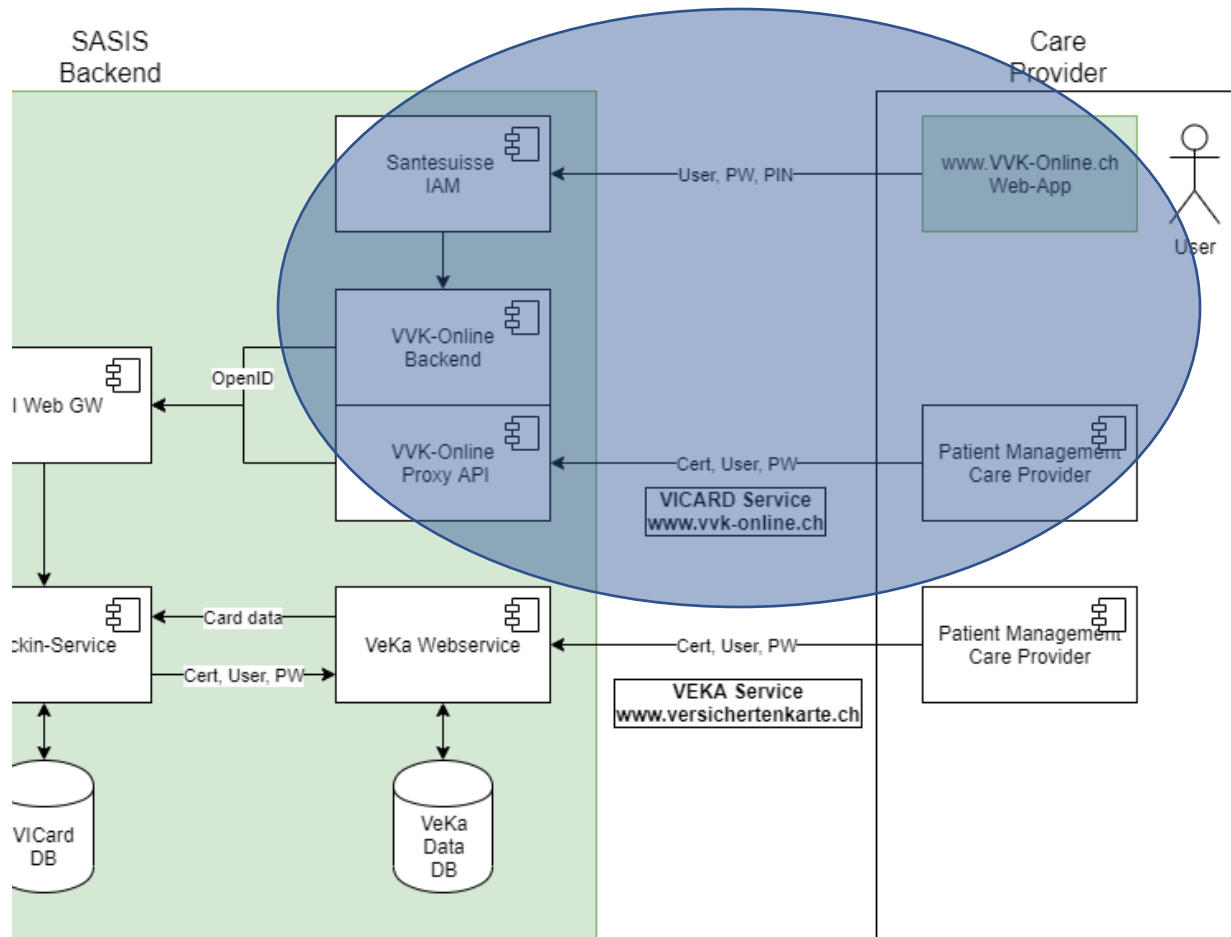 SASIS
Backend
Care
Provider
Santesuisse
IAM
User, PW, PIN
www.VVK-Online.ch
Web-App
User
VVK-Online
Backend
OpenID
I Web GW
VVK-Online
Proxy API
Cert, User, PW
Patient Management
Care Provider
VICARD Service
www.vvk-online.ch
ckin-Service
Card data
Cert, User, PW
VeKa Webservice
Cert, User, PW
Patient Management
Care Provider
VEKA Service
www.versichertenkarte.ch
VICard
DB
VeKa
Data
DB